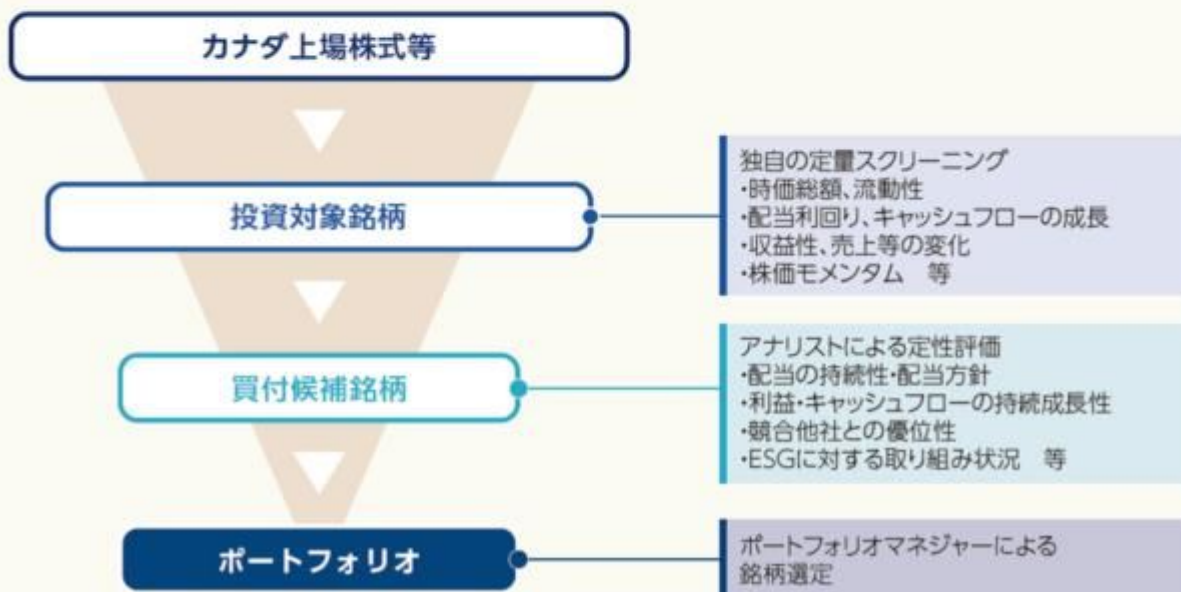 カナダ上場株式等
投資対象銘柄
独自の定量スクリーニング
・時価総額、流動性
・配当利回り、キャッシュフローの成長
・収益性、売上等の変化
・株価モメンタム 等
買付候補銘柄
アナリストによる定性評価
・配当の持続性・配当方針
・利益・キャッシュフローの持続成長性
・競合他社との優位性
・ESGに対する取り組み状況 等
ポートフォリオ
ポートフォリオマネジャーによる
銘柄選定